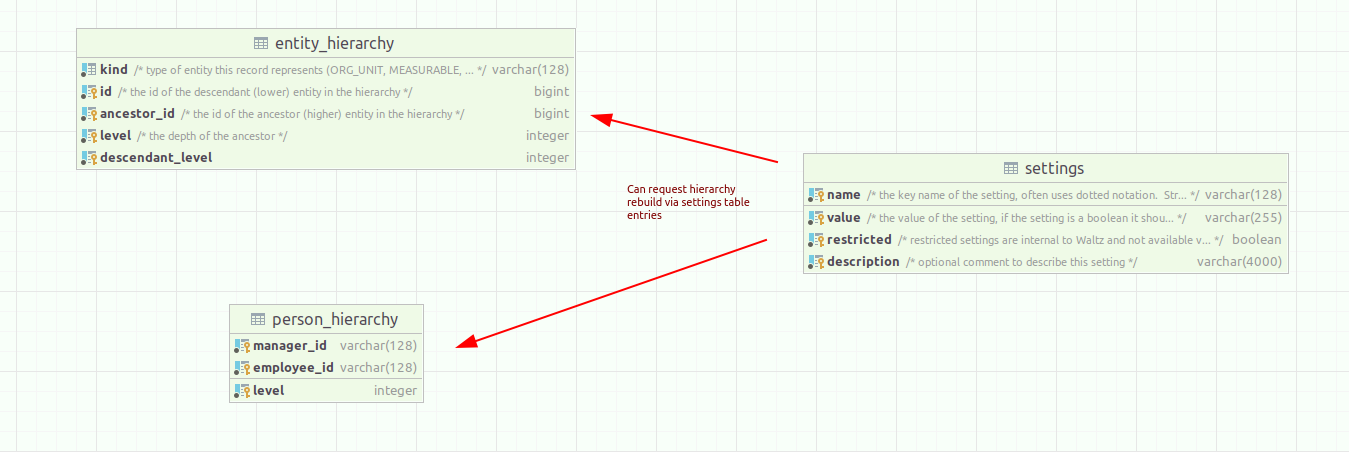 entity_hierarchy
kind /* type of entity this record represents (ORG_UNIT, MEASURABLE, ... */ varchar(128)
id /* the id of the descendant (lower) entity in the hierarchy */ bigint
ancestor_id /* the id of the ancestor (higher) entity in the hierarchy */ bigint
level /* the depth of the ancestor */ integer
descendant_level integer
settings
name /* the key name of the setting, often uses dotted notation. Str... */ varchar(128)
value /* the value of the setting, if the setting is a boolean it shou... */ varchar(255)
restricted /* restricted settings are internal to Waltz and not available v... */ boolean
description /* optional comment to describe this setting */ varchar(4000)
Can request hierarchy
rebuild via settings table
entries
person_hierarchy
manager_id varchar(128)
employee_id varchar(128)
level integer